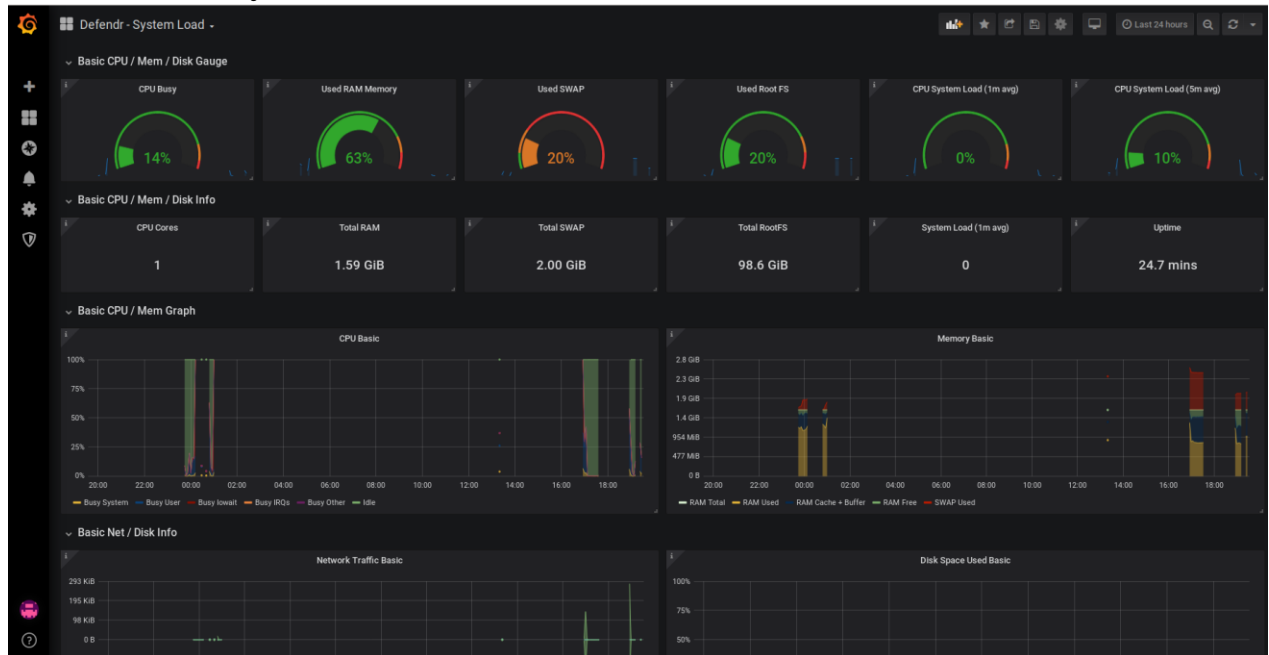 Defendr - System Load
Last 24 hours
Basic CPU / Mem / Disk Gauge
CPU Busy
Used RAM Memory
Used SWAP
Used Root FS
CPU System Load (1m avg)
CPU System Load (5m avg)
14%
63%
20%
20%
0%
10%
Basic CPU / Mem / Disk Info
CPU Cores
Total RAM
Total SWAP
Total RootFS
System Load (1m avg)
Uptime
1
1.59 GiB
2.00 GiB
98.6 GiB
0
24.7 mins
Basic CPU / Mem Graph
CPU Basic
100%
75%
50%
25%
0%
20:00 22:00 00:00 02:00 04:00 06:00 08:00 10:00 12:00 14:00 16:00 18:00
Busy System Busy User Busy Iowait Busy IRQs Busy Other Idle
Memory Basic
2.8 GiB
2.3 GiB
1.9 GiB
1.4 GiB
954 MiB
477 MiB
0 B
20:00 22:00 00:00 02:00 04:00 06:00 08:00 10:00 12:00 14:00 16:00 18:00
RAM Total RAM Used RAM Cache + Buffer RAM Free SWAP Used
Basic Net / Disk Info
Network Traffic Basic
293 KiB
195 KiB
98 KiB
0 B
Disk Space Used Basic
100%
75%
50%